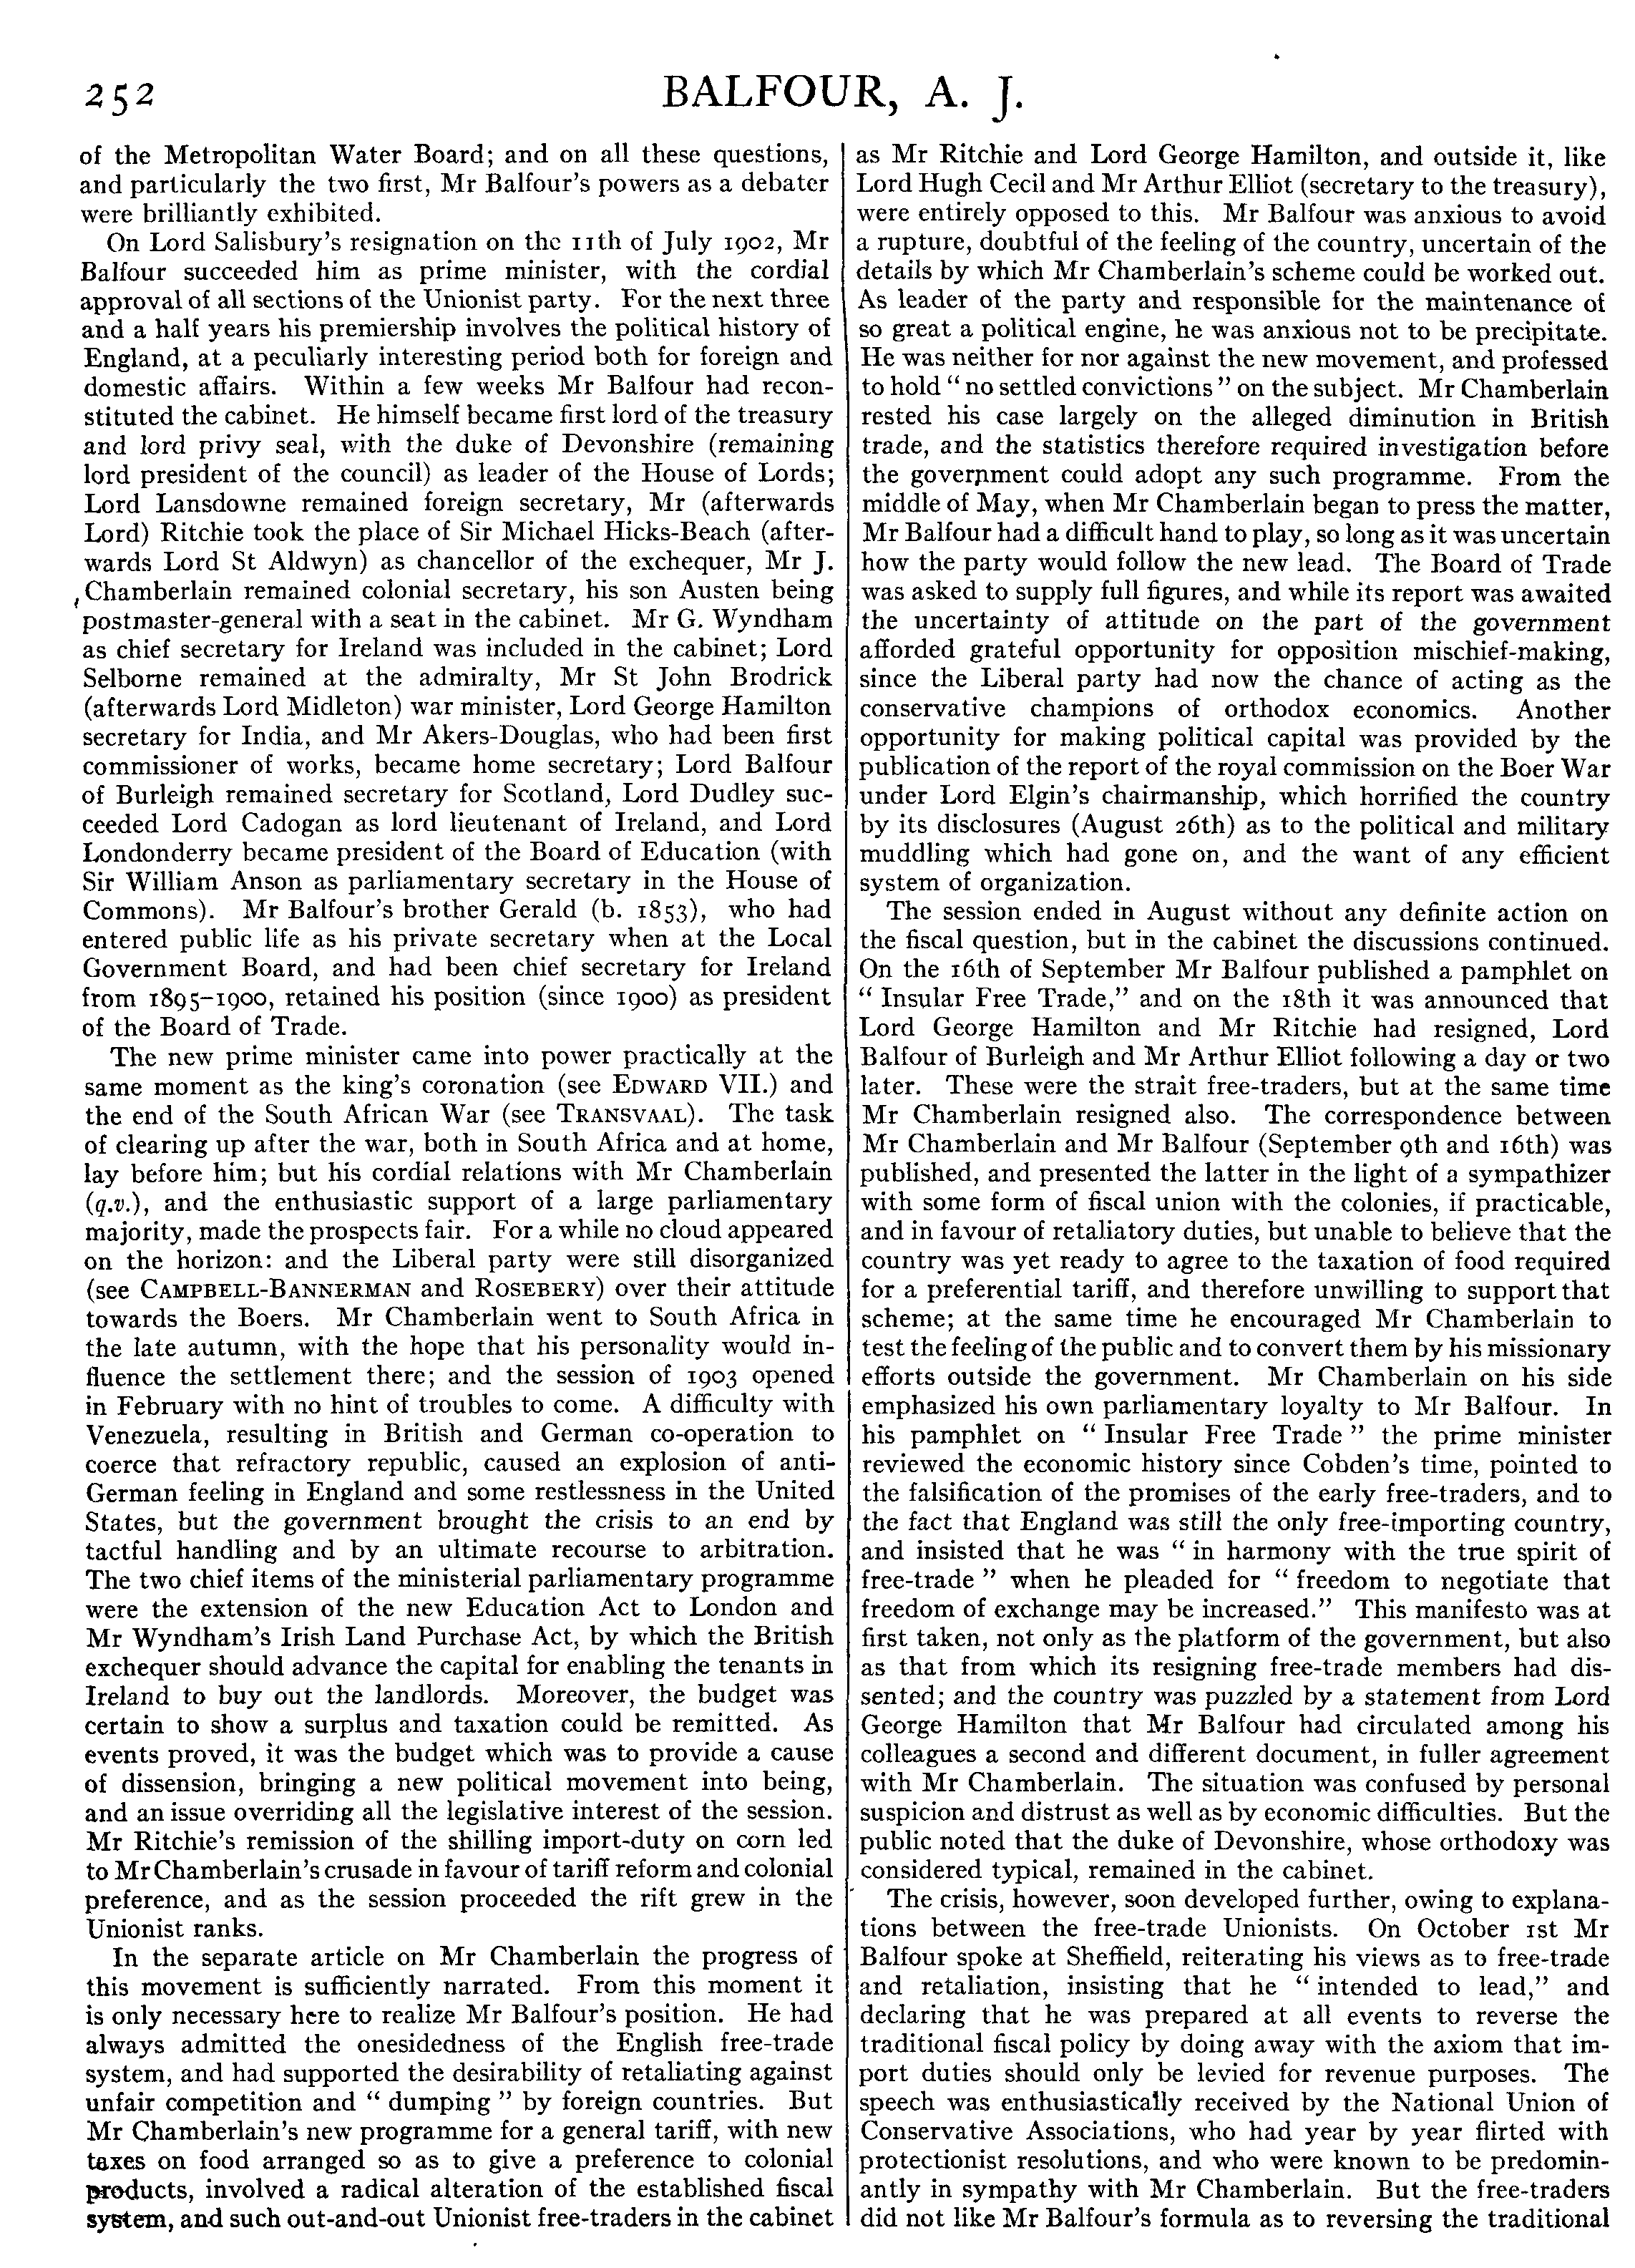 252
BALFOUR, A. J.
of the Metropolitan Water Board; and on all these questions,
and particularly the two first, Mr Balfour's powers as a debater
were brilliantly exhibited.
On Lord Salisbury's resignation on the 11th of July 1902, Mr
Balfour succeeded him as prime minister, with the cordial
approval of all sections of the Unionist party. For the next three
and a half years his premiership involves the political history of
England, at a peculiarly interesting period both for foreign and
domestic affairs. Within a few weeks Mr Balfour had recon-
stituted the cabinet. He himself became first lord of the treasury
and lord privy seal, with the duke of Devonshire (remaining
lord president of the council) as leader of the House of Lords;
Lord Lansdowne remained foreign secretary, Mr (afterwards
Lord) Ritchie took the place of Sir Michael Hicks-Beach (after-
wards Lord St Aldwyn) as chancellor of the exchequer, Mr J.
Chamberlain remained colonial secretary, his son Austen being
postmaster-general with a seat in the cabinet. Mr G. Wyndham
as chief secretary for Ireland was included in the cabinet; Lord
Selborne remained at the admiralty, Mr St John Brodrick
(afterwards Lord Midleton) war minister, Lord George Hamilton
secretary for India, and Mr Akers-Douglas, who had been first
commissioner of works, became home secretary; Lord Balfour
of Burleigh remained secretary for Scotland, Lord Dudley suc-
ceeded Lord Cadogan as lord lieutenant of Ireland, and Lord
Londonderry became president of the Board of Education (with
Sir William Anson as parliamentary secretary in the House of
Commons). Mr Balfour's brother Gerald (b. 1853), who had
entered public life as his private secretary when at the Local
Government Board, and had been chief secretary for Ireland
from 1895-1900, retained his position (since 1900) as president
of the Board of Trade.
The new prime minister came into power practically at the
same moment as the king's coronation (see EDWARD VII.) and
the end of the South African War (see TRANSVAAL). The task
of clearing up after the war, both in South Africa and at home,
lay before him; but his cordial relations with Mr Chamberlain
(q.v.), and the enthusiastic support of a large parliamentary
majority, made the prospects fair. For a while no cloud appeared
on the horizon: and the Liberal party were still disorganized
(see CAMPBELL-BANNERMAN and ROSEBERY) over their attitude
towards the Boers. Mr Chamberlain went to South Africa in
the late autumn, with the hope that his personality would in-
fluence the settlement there; and the session of 1903 opened
in February with no hint of troubles to come. A difficulty with
Venezuela, resulting in British and German co-operation to
coerce that refractory republic, caused an explosion of anti-
German feeling in England and some restlessness in the United
States, but the government brought the crisis to an end by
tactful handling and by an ultimate recourse to arbitration.
The two chief items of the ministerial parliamentary programme
were the extension of the new Education Act to London and
Mr Wyndham's Irish Land Purchase Act, by which the British
exchequer should advance the capital for enabling the tenants in
Ireland to buy out the landlords. Moreover, the budget was
certain to show a surplus and taxation could be remitted. As
events proved, it was the budget which was to provide a cause
of dissension, bringing a new political movement into being,
and an issue overriding all the legislative interest of the session.
Mr Ritchie's remission of the shilling import-duty on corn led
to Mr Chamberlain's crusade in favour of tariff reform and colonial
preference, and as the session proceeded the rift grew in the
Unionist ranks.
In the separate article on Mr Chamberlain the progress of
this movement is sufficiently narrated. From this moment it
is only necessary here to realize Mr Balfour's position. He had
always admitted the onesidedness of the English free-trade
system, and had supported the desirability of retaliating against
unfair competition and "dumping" by foreign countries. But
Mr Chamberlain's new programme for a general tariff, with new
taxes on food arranged so as to give a preference to colonial
products, involved a radical alteration of the established fiscal
system, and such out-and-out Unionist free-traders in the cabinet
as Mr Ritchie and Lord George Hamilton, and outside it, like
Lord Hugh Cecil and Mr Arthur Elliot (secretary to the treasury),
were entirely opposed to this. Mr Balfour was anxious to avoid
a rupture, doubtful of the feeling of the country, uncertain of the
details by which Mr Chamberlain's scheme could be worked out.
As leader of the party and responsible for the maintenance of
so great a political engine, he was anxious not to be precipitate.
He was neither for nor against the new movement, and professed
to hold "no settled convictions" on the subject. Mr Chamberlain
rested his case largely on the alleged diminution in British
trade, and the statistics therefore required investigation before
the government could adopt any such programme. From the
middle of May, when Mr Chamberlain began to press the matter,
Mr Balfour had a difficult hand to play, so long as it was uncertain
how the party would follow the new lead. The Board of Trade
was asked to supply full figures, and while its report was awaited
the uncertainty of attitude on the part of the government
afforded grateful opportunity for opposition mischief-making,
since the Liberal party had now the chance of acting as the
conservative champions of orthodox economics. Another
opportunity for making political capital was provided by the
publication of the report of the royal commission on the Boer War
under Lord Elgin's chairmanship, which horrified the country
by its disclosures (August 26th) as to the political and military
muddling which had gone on, and the want of any efficient
system of organization.
The session ended in August without any definite action on
the fiscal question, but in the cabinet the discussions continued.
On the 16th of September Mr Balfour published a pamphlet on
"Insular Free Trade," and on the 18th it was announced that
Lord George Hamilton and Mr Ritchie had resigned, Lord
Balfour of Burleigh and Mr Arthur Elliot following a day or two
later. These were the strait free-traders, but at the same time
Mr Chamberlain resigned also. The correspondence between
Mr Chamberlain and Mr Balfour (September 9th and 16th) was
published, and presented the latter in the light of a sympathizer
with some form of fiscal union with the colonies, if practicable,
and in favour of retaliatory duties, but unable to believe that the
country was yet ready to agree to the taxation of food required
for a preferential tariff, and therefore unwilling to support that
scheme; at the same time he encouraged Mr Chamberlain to
test the feeling of the public and to convert them by his missionary
efforts outside the government. Mr Chamberlain on his side
emphasized his own parliamentary loyalty to Mr Balfour. In
his pamphlet on "Insular Free Trade" the prime minister
reviewed the economic history since Cobden's time, pointed to
the falsification of the promises of the early free-traders, and to
the fact that England was still the only free-importing country,
and insisted that he was "in harmony with the true spirit of
free-trade" when he pleaded for "freedom to negotiate that
freedom of exchange may be increased." This manifesto was at
first taken, not only as the platform of the government, but also
as that from which its resigning free-trade members had dis-
sented; and the country was puzzled by a statement from Lord
George Hamilton that Mr Balfour had circulated among his
colleagues a second and different document, in fuller agreement
with Mr Chamberlain. The situation was confused by personal
suspicion and distrust as well as by economic difficulties. But the
public noted that the duke of Devonshire, whose orthodoxy was
considered typical, remained in the cabinet.
The crisis, however, soon developed further, owing to explana-
tions between the free-trade Unionists. On October 1st Mr
Balfour spoke at Sheffield, reiterating his views as to free-trade
and retaliation, insisting that he "intended to lead," and
declaring that he was prepared at all events to reverse the
traditional fiscal policy by doing away with the axiom that im-
port duties should only be levied for revenue purposes. The
speech was enthusiastically received by the National Union of
Conservative Associations, who had year by year flirted with
protectionist resolutions, and who were known to be predomin-
antly in sympathy with Mr Chamberlain. But the free-traders
did not like Mr Balfour's formula as to reversing the traditional